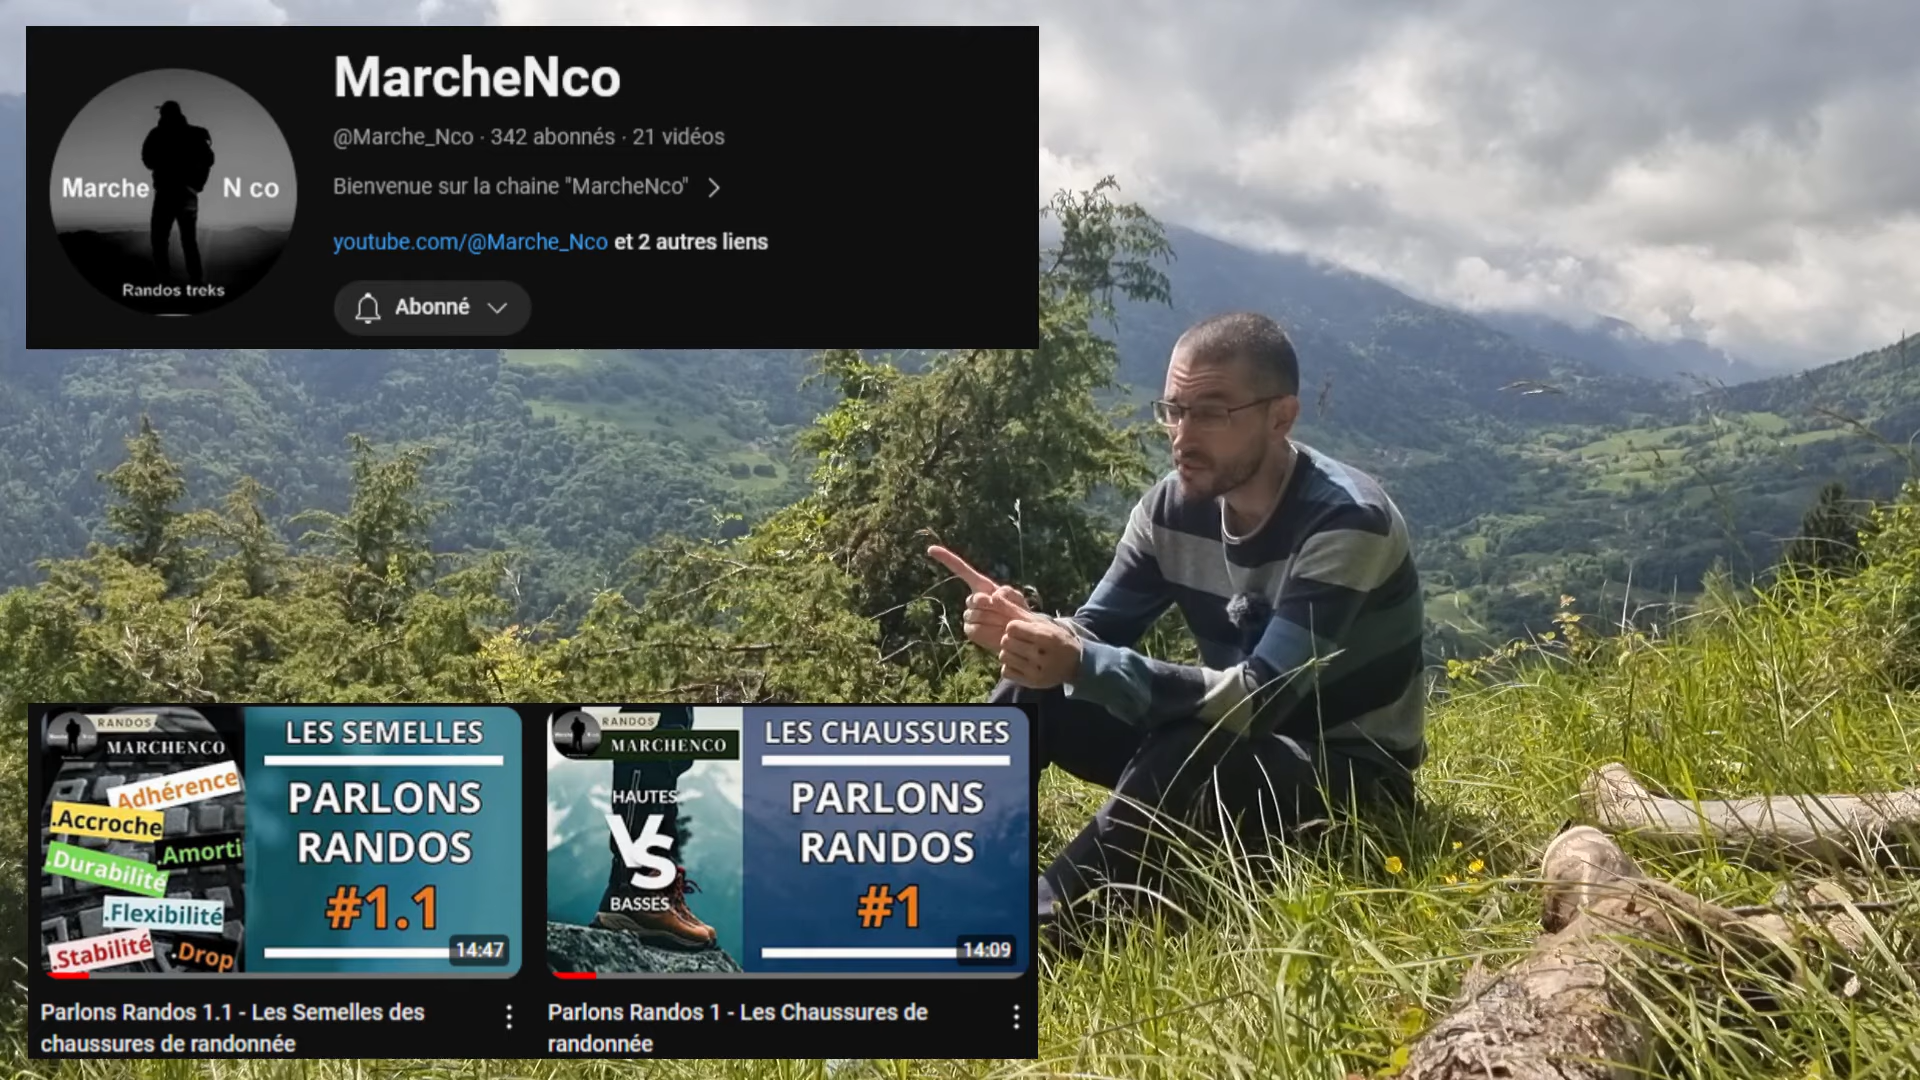 MarcheNco
@Marche_Nco · 342 abonnés · 21 vidéos
Bienvenue sur la chaine "MarcheNco"
youtube.com/@Marche_Nco et 2 autres liens
Abonné
Marche N co
Randos treks
RANDOS
MARCHENCO
.Adhérence
.Accroche
.Durabilité
.Amorti
.Flexibilité
.Stabilité
.Drop
LES SEMELLES
PARLONS
RANDOS
#1.1
14:47
Parlons Randos 1.1 - Les Semelles des
chaussures de randonnée
RANDOS
MARCHENCO
HAUTES
VS
BASSES
LES CHAUSSURES
PARLONS
RANDOS
#1
14:09
Parlons Randos 1 - Les Chaussures de
randonnée